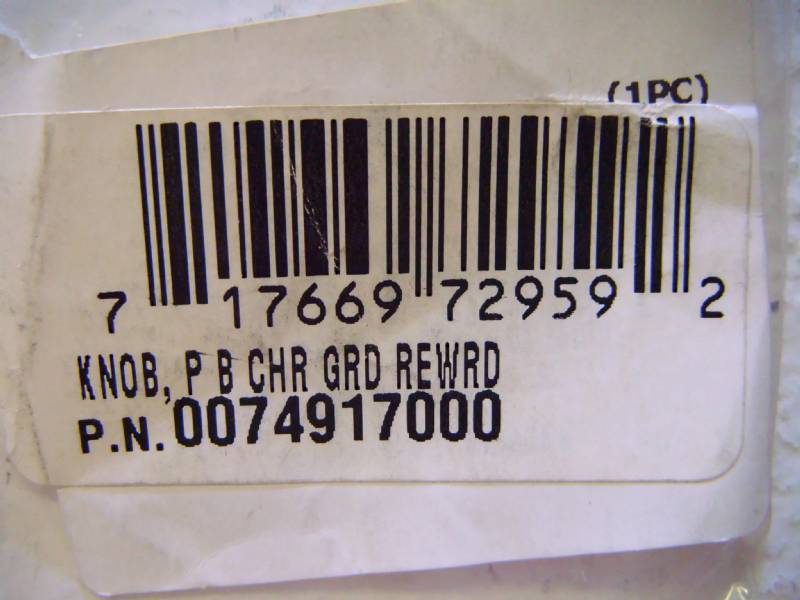 (1PC)
7 17669 72959 2
KNOB, P B CHR GRD REWRD
P.N. 0074917000